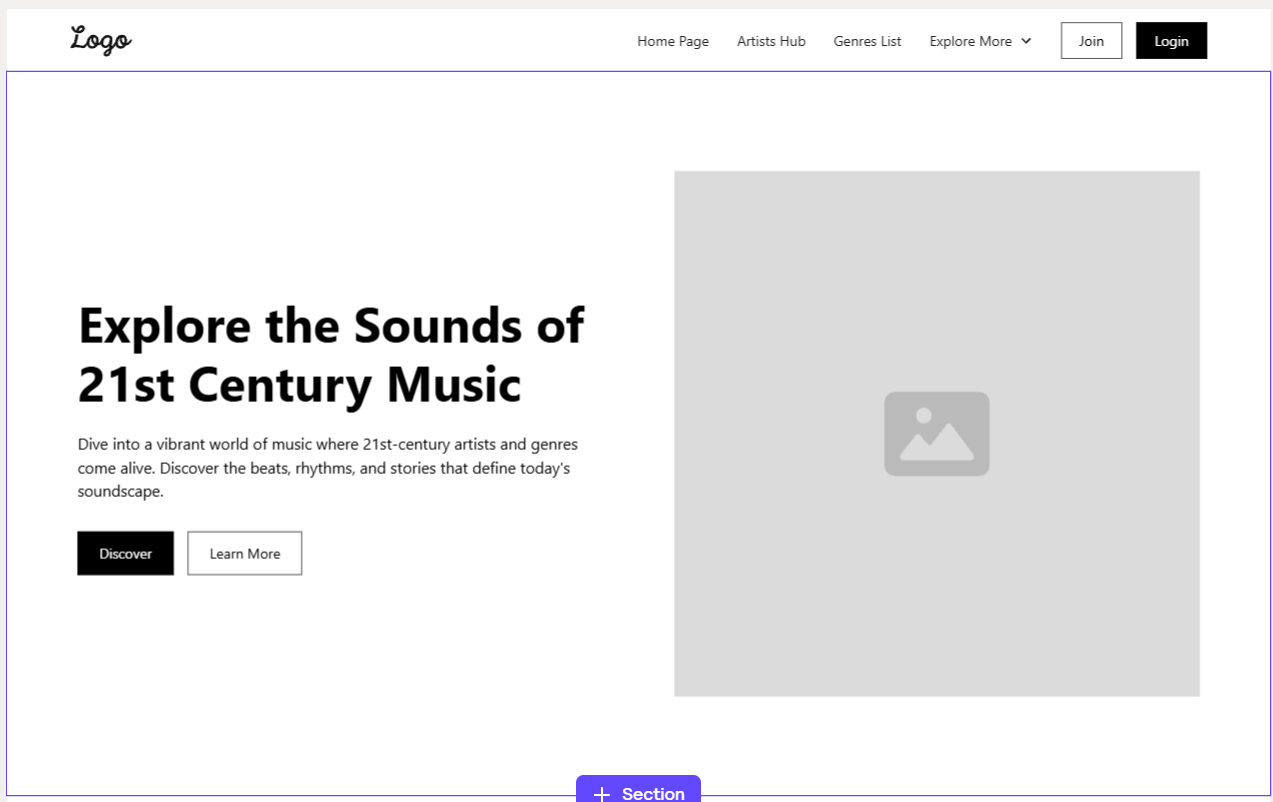 Logo
Home Page
Artists Hub
Genres List
Explore More
Join
Login
Explore the Sounds of
21st Century Music
Dive into a vibrant world of music where 21st-century artists and genres
come alive. Discover the beats, rhythms, and stories that define today's
soundscape.
Discover
Learn More
Section